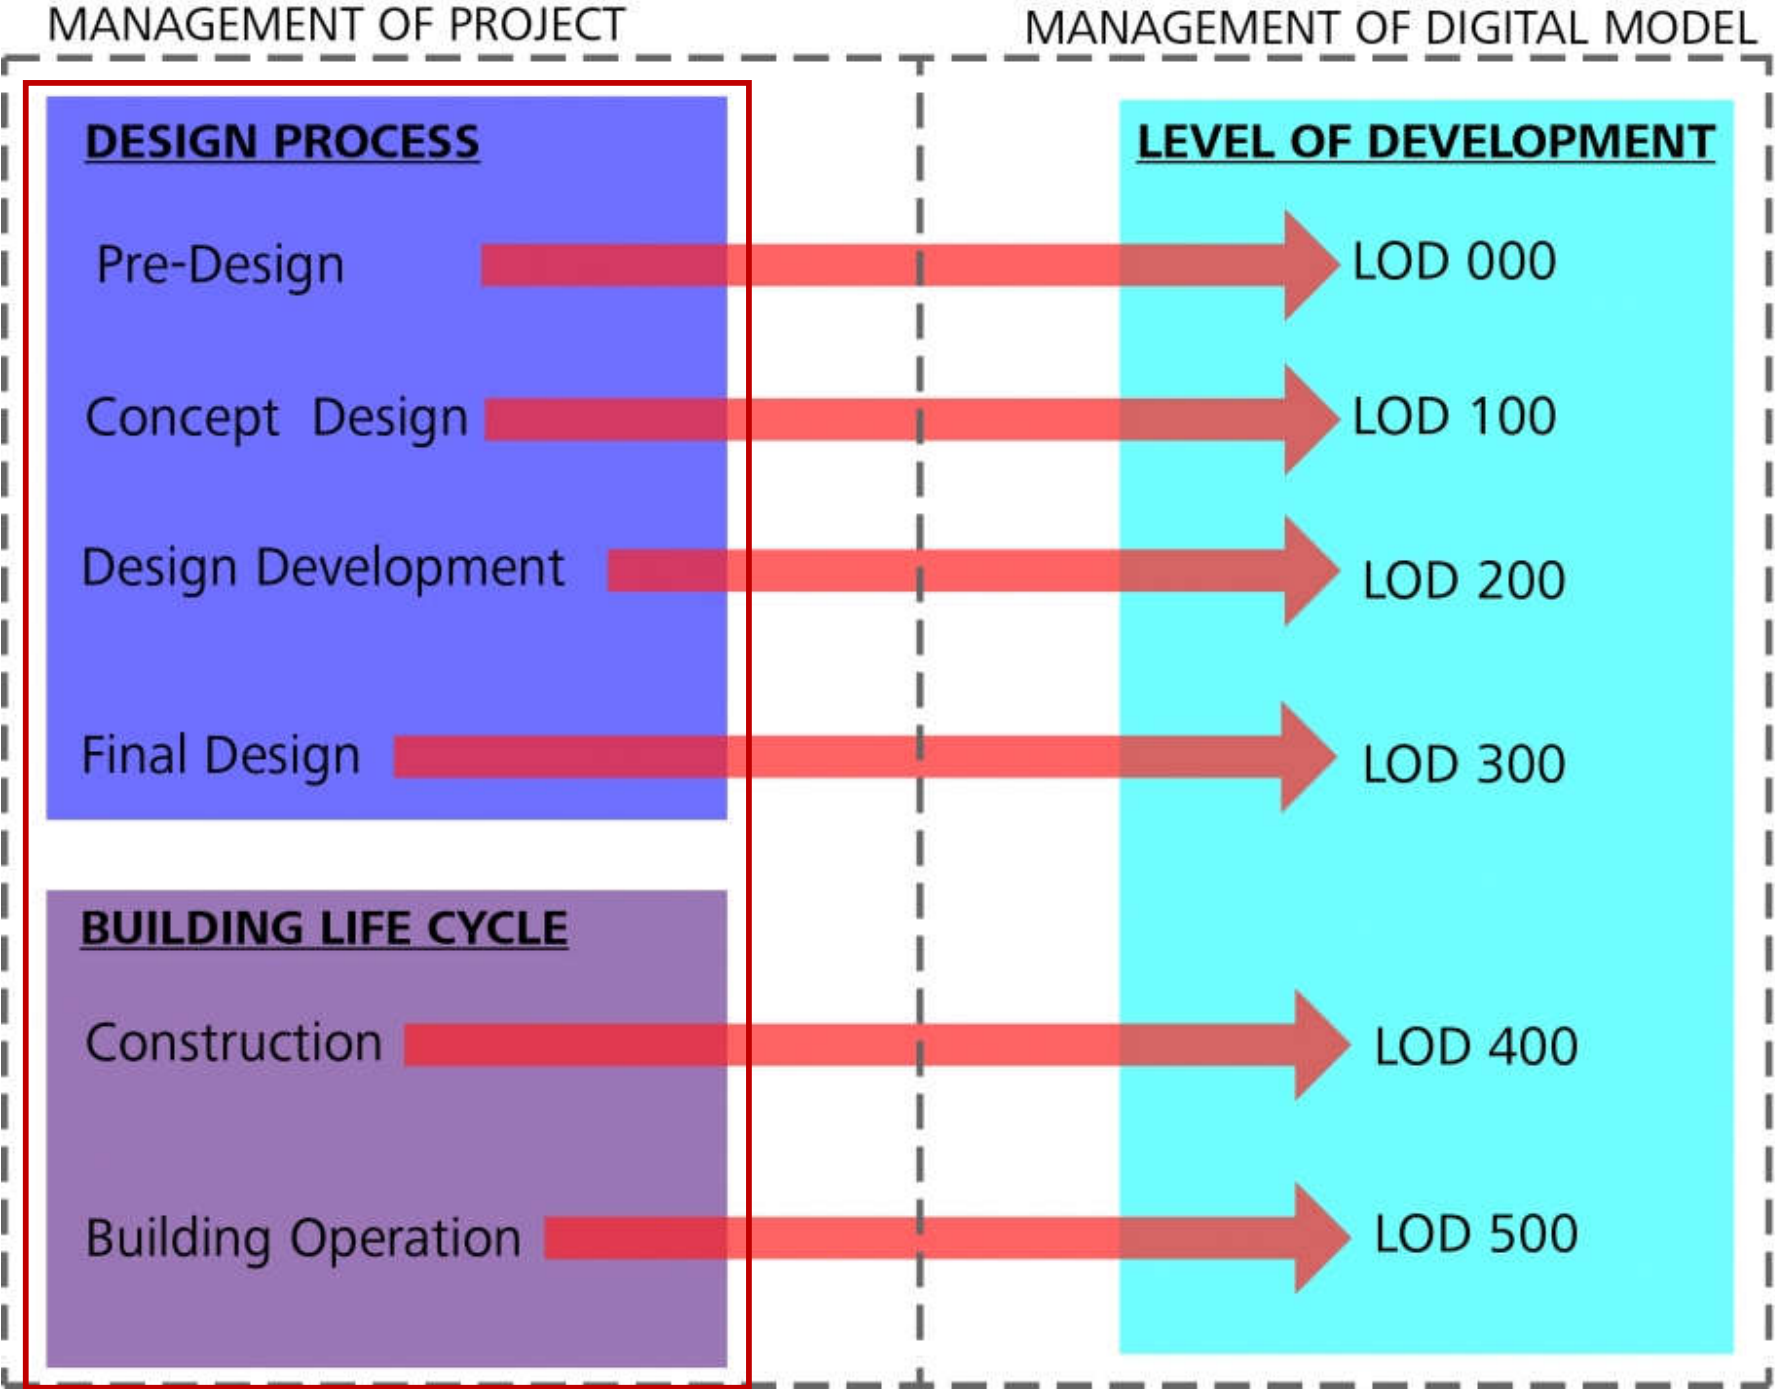 MANAGEMENT OF PROJECT
MANAGEMENT OF DIGITAL MODEL
DESIGN PROCESS
LEVEL OF DEVELOPMENT
Pre-Design
LOD 000
Concept Design
LOD 100
Design Development
LOD 200
Final Design
LOD 300
BUILDING LIFE CYCLE
Construction
LOD 400
Building Operation
LOD 500